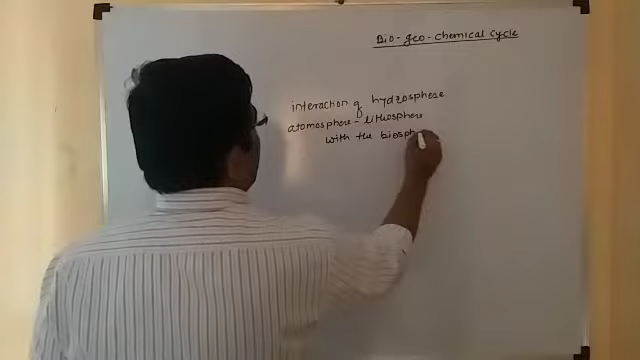 Bio-geo-chemical cycle
interaction of hydrosphere
atomosphere - lithosphere
with the biosph